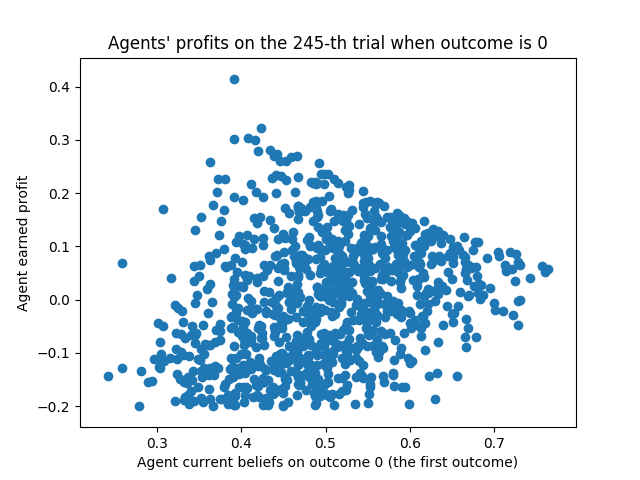 Agents' profits on the 245-th trial when outcome is 0
0.4
0.3
0.2
0.1
0.0
−0.1
−0.2
Agent earned profit
0.3 0.4 0.5 0.6 0.7
Agent current beliefs on outcome 0 (the first outcome)